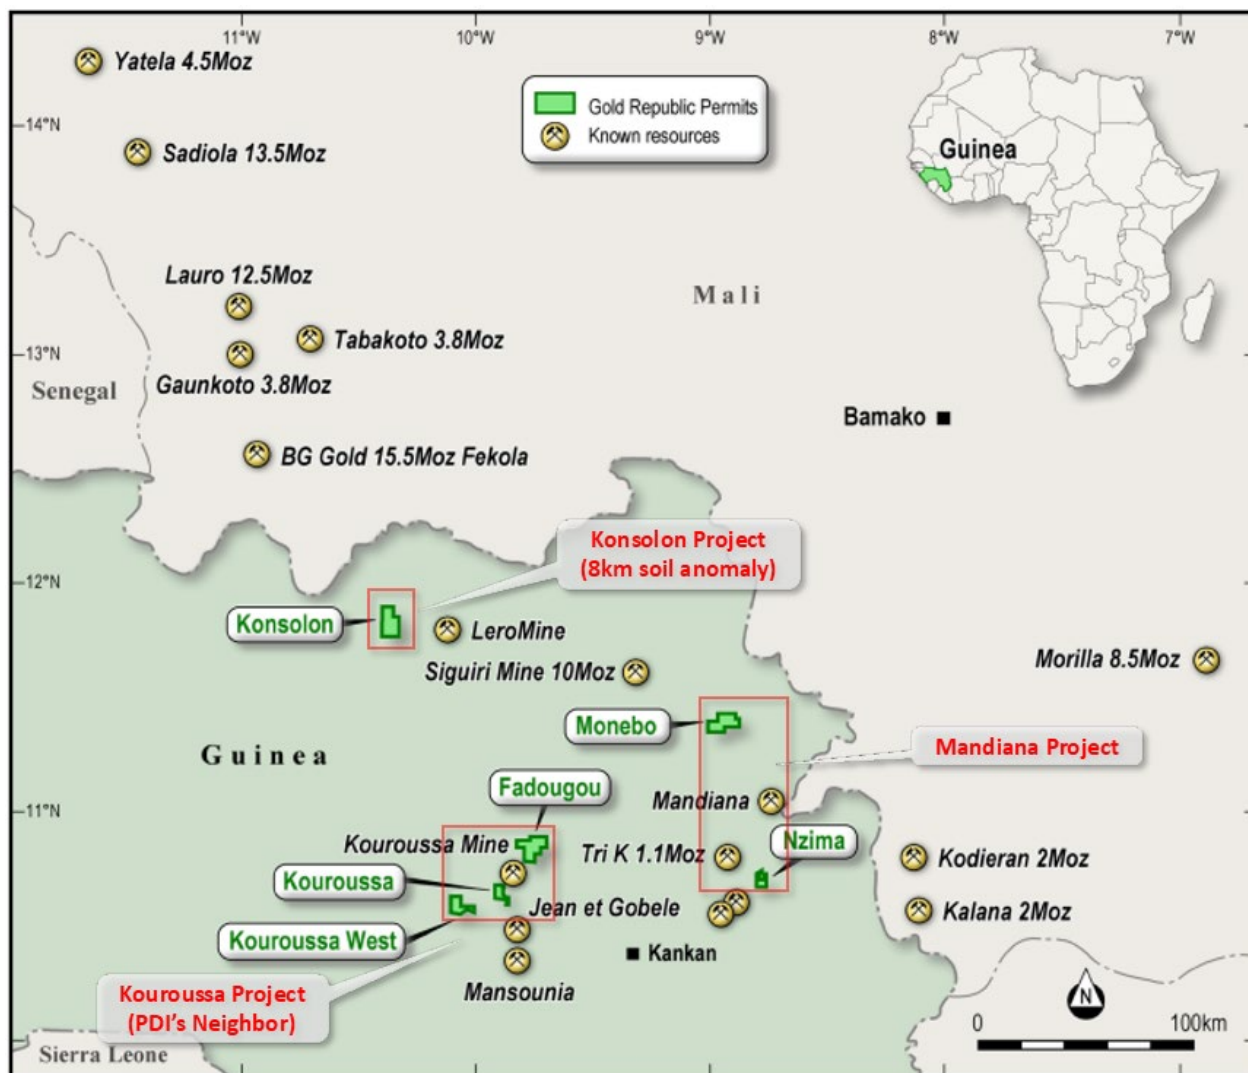 11°W
10°W
9°W
8°W
7°W
Yatela 4.5Moz
Gold Republic Permits
Known resources
14°N
Guinea
Sadiola 13.5Moz
Lauro 12.5Moz
Mali
Tabakoto 3.8Moz
13°N
Gaunkoto 3.8Moz
Senegal
Bamako
BG Gold 15.5Moz Fekola
Konsolon Project
(8km soil anomaly)
12°N
Konsolon
LeroMine
Siguiri Mine 10Moz
Morilla 8.5Moz
Monebo
Mandiana Project
Guinea
Fadougou
Mandiana
11°N
Kouroussa Mine
Tri K 1.1Moz
Nzima
Kodieran 2Moz
Kouroussa
Jean et Gobele
Kalana 2Moz
Kouroussa West
Kankan
Mansounia
Kouroussa Project
(PDI's Neighbor)
N
0
100km
Sierra Leone